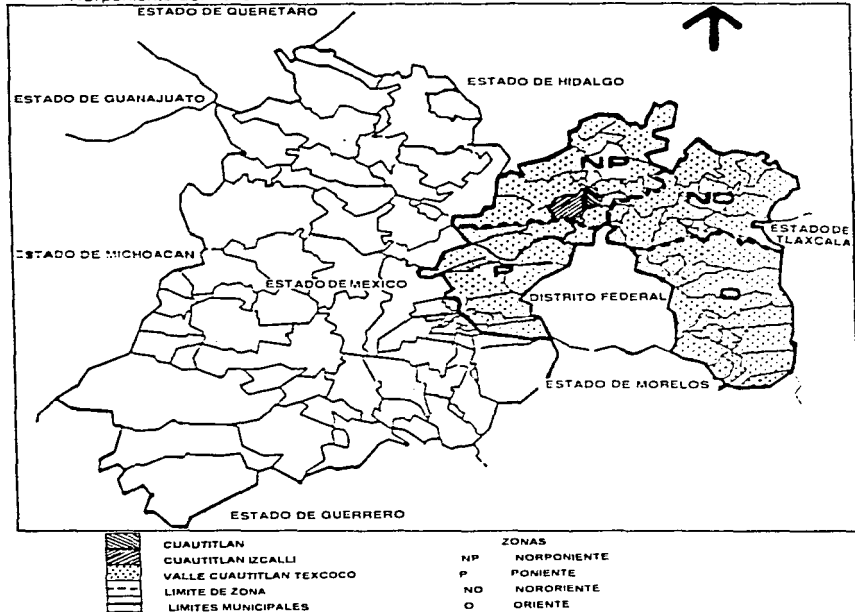 ESTADO DE QUERETARO
ESTADO DE HIDALGO
ESTADO DE GUANAJUATO
NP
NO
ESTADO DE TLAXCALA
ESTADO DE MICHOACAN
ESTADO DE MEXICO
P
DISTRITO FEDERAL
O
ESTADO DE MORELOS
ESTADO DE GUERRERO
CUAUTITLAN
ZONAS
CUAUTITLAN IZCALLI
NP NORPONIENTE
VALLE CUAUTITLAN TEXCOCO
P PONIENTE
LIMITE DE ZONA
NO NORORIENTE
LIMITES MUNICIPALES
O ORIENTE